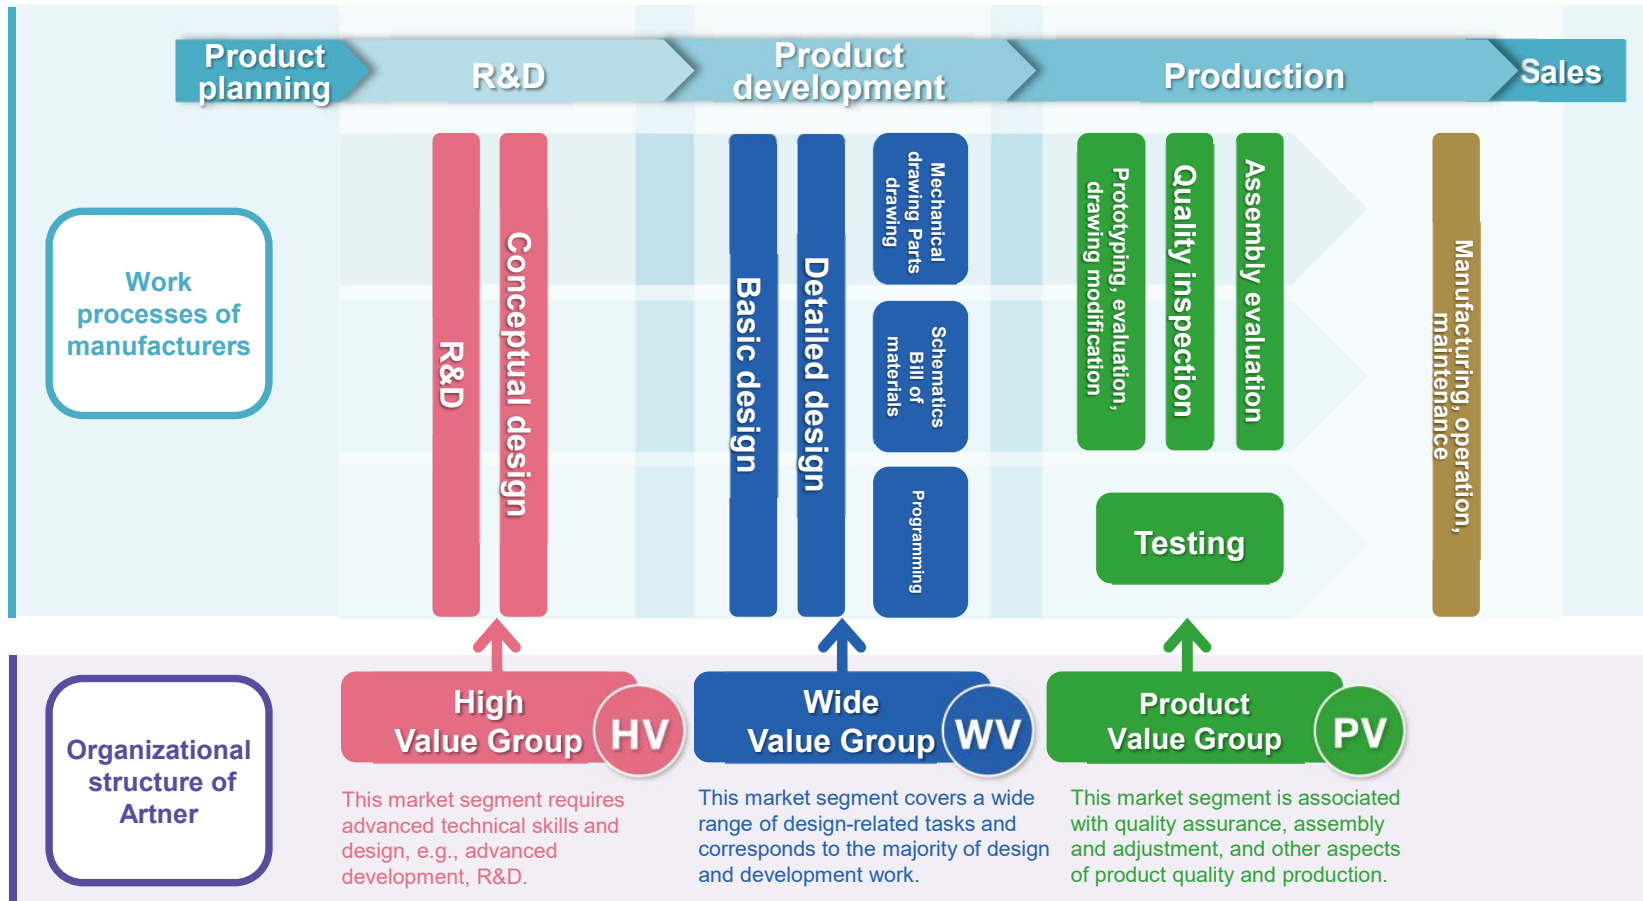 Product
planning
R&D
Product
development
Production
Sales
Work
processes of
manufacturers
R&D
Conceptual design
Basic design
Detailed design
Mechanical
drawing Parts
drawing
Schematics
Bill of
materials
Programming
Prototyping, evaluation,
drawing modification
Quality inspection
Assembly evaluation
Testing
Manufacturing, operation,
maintenance
Organizational
structure of
Artner
High
Value Group
HV
This market segment requires
advanced technical skills and
design, e.g., advanced
development, R&D.
Wide
Value Group
WV
This market segment covers a wide
range of design-related tasks and
corresponds to the majority of design
and development work.
Product
Value Group
PV
This market segment is associated
with quality assurance, assembly
and adjustment, and other aspects
of product quality and production.